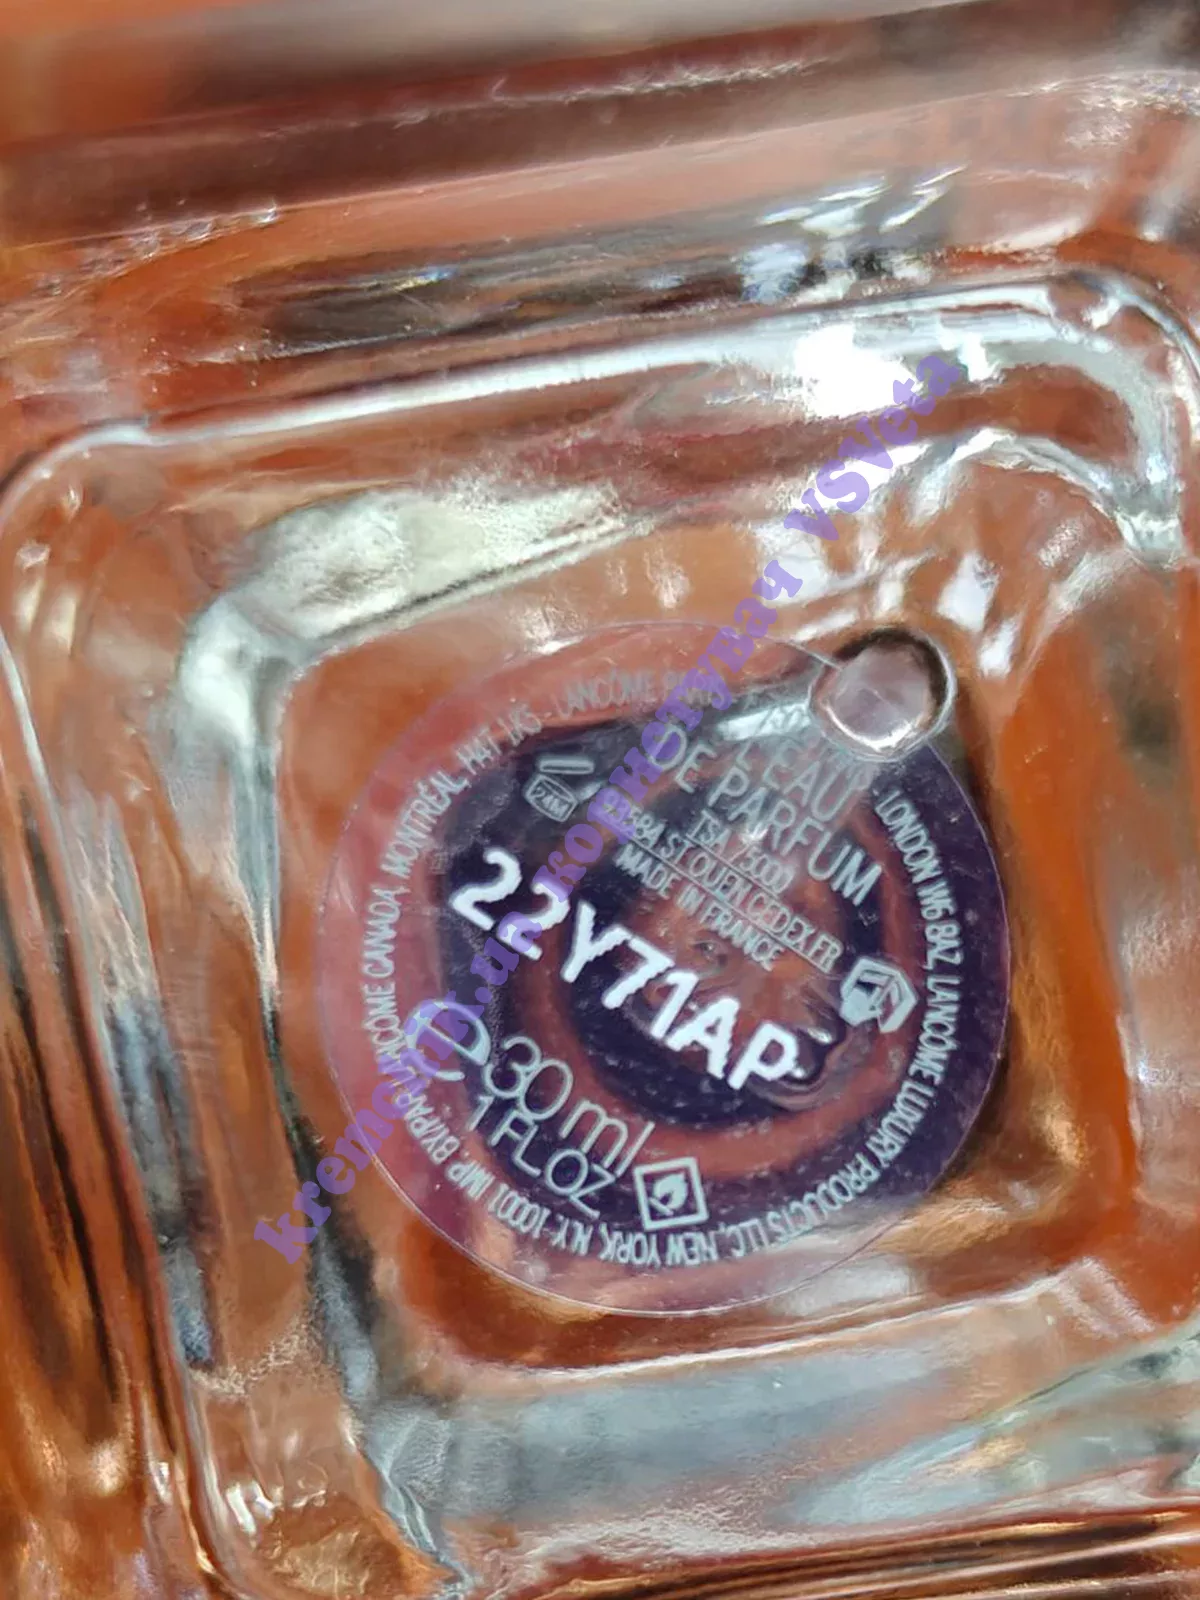 L'EAU
DE PARFUM
TSA 75000
93584 ST OUEN CEDEX, FR
MADE IN FRANCE
24M
22Y71AP
e 30 ml
1 FL OZ
LANCÔME
LONDON W6 8AZ, LANCÔME LUXURY PRODUCTS LLC, NEW YORK, N.Y. 10001 IMP. BY/PAR LANCÔME CANADA, MONTRÉAL, H4T 1K5 -
kremchik.ua
vsVeta